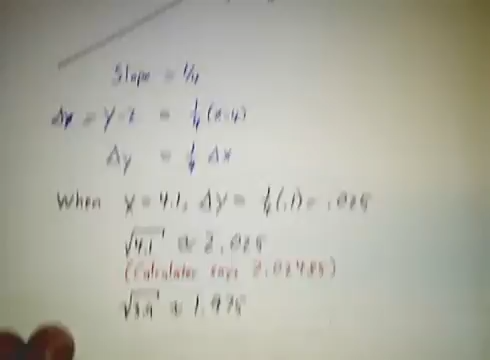 Slope = 1/4
Δy = y-2 = 1/4 (x-4)
Δy = 1/4 Δx
When x = 4.1, Δy = 1/4(.1) = .025
√4.1 ≈ 2.025
(Calculator says 2.02485)
√3.9 ≈ 1.975